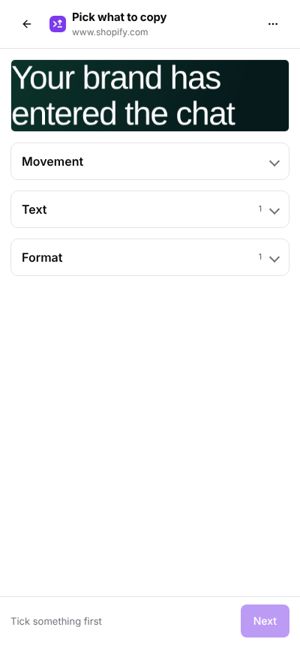 Pick what to copy
www.shopify.com
Your brand has
entered the chat
Movement
Text 1
Format 1
Tick something first
Next